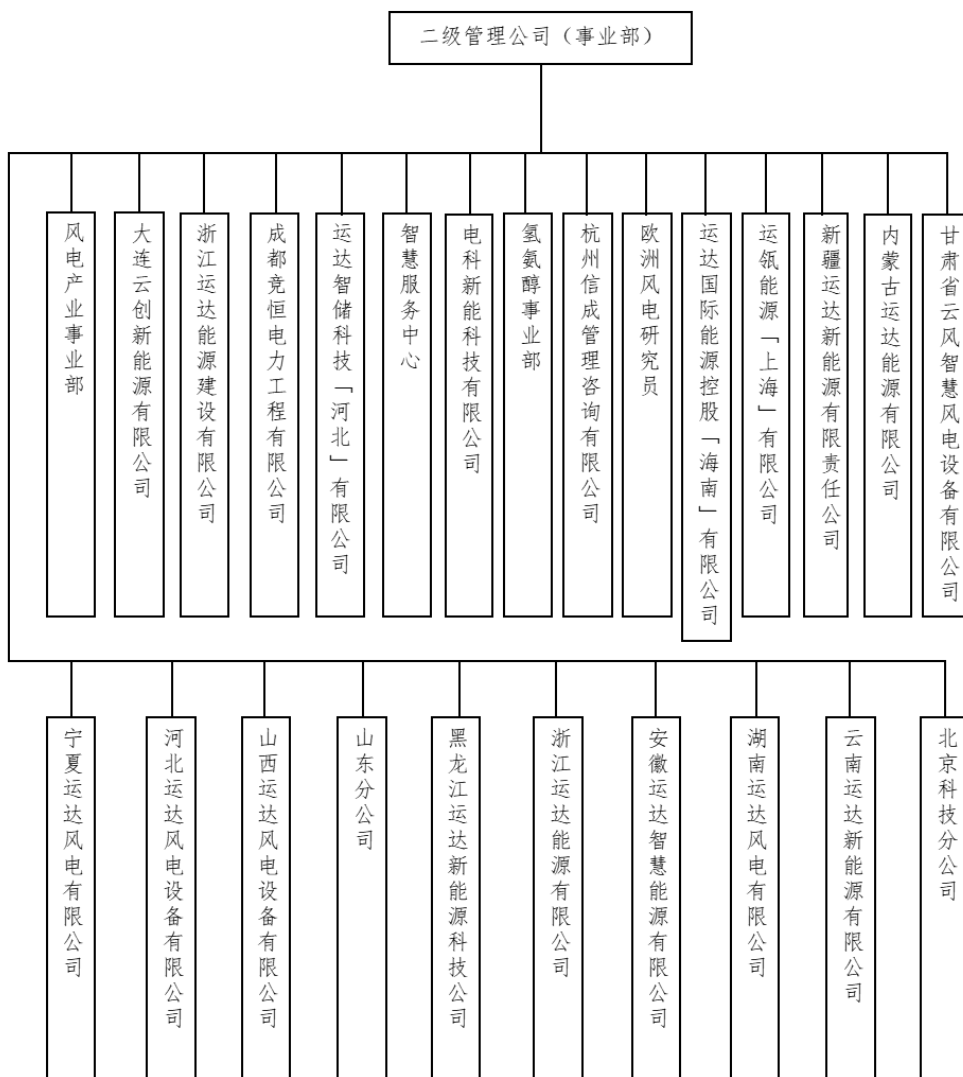 二级管理公司（事业部）
风电产业事业部
大连云创新能源有限公司
浙江运达能源建设有限公司
成都竞恒电力工程有限公司
运达智储科技「河北」有限公司
智慧服务中心
电科新能科技有限公司
氢氨醇事业部
杭州信成管理咨询有限公司
欧洲风电研究员
运达国际能源控股「海南」有限公司
运瓴能源「上海」有限公司
新疆运达新能源有限责任公司
内蒙古运达能源有限公司
甘肃省云风智慧风电设备有限公司
宁夏运达风电有限公司
河北运达风电设备有限公司
山西运达风电设备有限公司
山东分公司
黑龙江运达新能源科技公司
浙江运达能源有限公司
安徽运达智慧能源有限公司
湖南运达风电有限公司
云南运达新能源有限公司
北京科技分公司